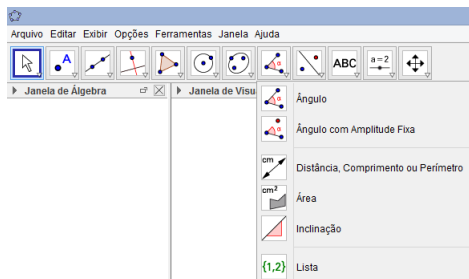 Arquivo Editar Exibir Opções Ferramentas Janela Ajuda
A α ABC a=2
Janela de Álgebra Janela de Visu
α Ângulo
α Ângulo com Amplitude Fixa
cm Distância, Comprimento ou Perímetro
cm² Área
Inclinação
{1,2} Lista